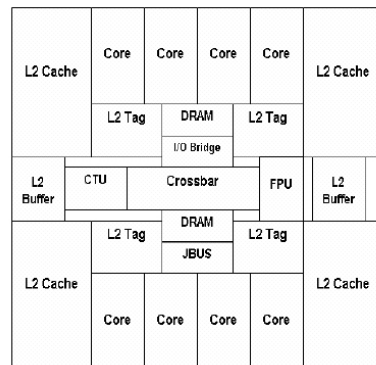 L2 Cache
Core
Core
Core
Core
L2 Cache
L2 Tag
DRAM
L2 Tag
I/O Bridge
L2
Buffer
CTU
Crossbar
FPU
L2
Buffer
DRAM
L2 Tag
L2 Tag
JBUS
L2 Cache
L2 Cache
Core
Core
Core
Core